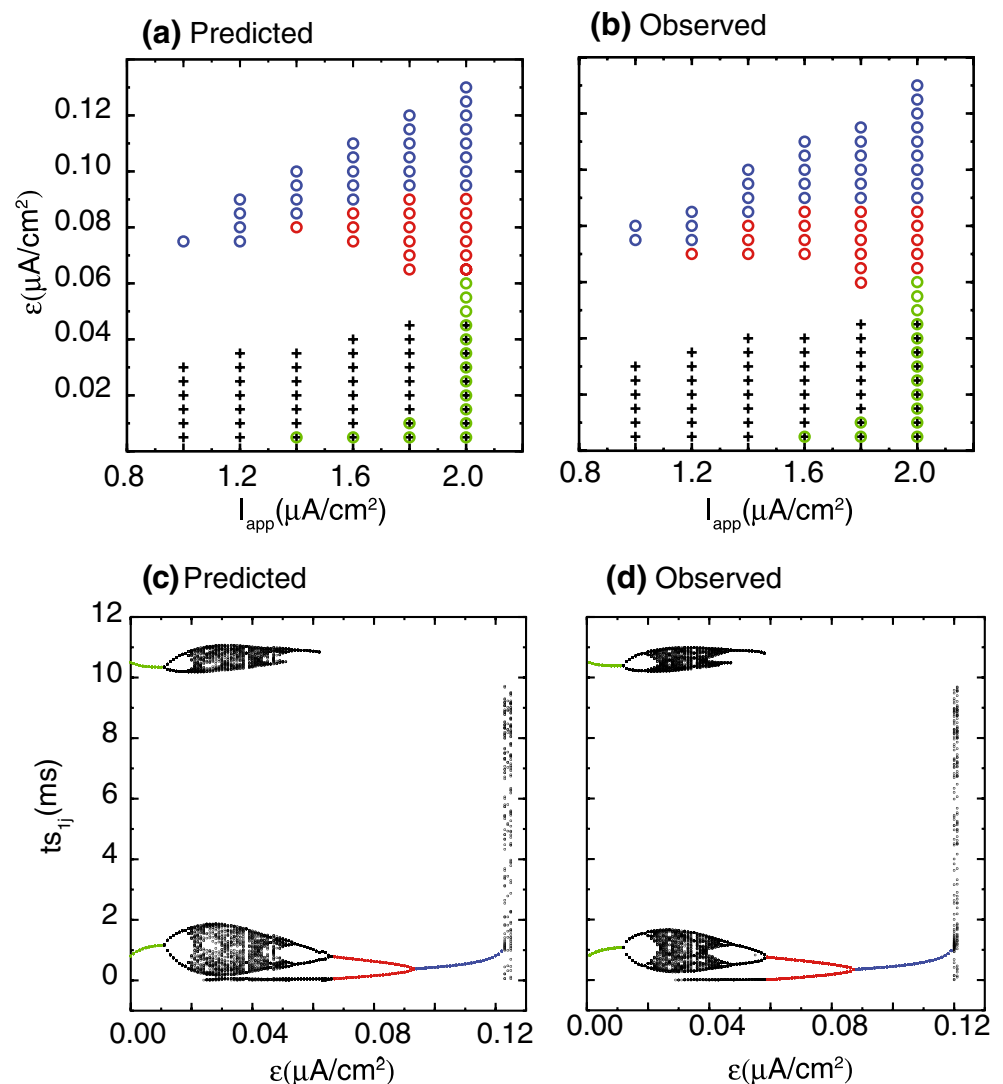 (a) Predicted
(b) Observed
0.12
0.10
0.08
0.06
0.04
0.02
ε(μA/cm²)
0.8 1.2 1.6 2.0
0.8 1.2 1.6 2.0
I_app(μA/cm²)
I_app(μA/cm²)
(c) Predicted
(d) Observed
12
10
8
6
4
2
0
ts_1j(ms)
0.00 0.04 0.08 0.12
0.00 0.04 0.08 0.12
ε(μA/cm²)
ε(μA/cm²)